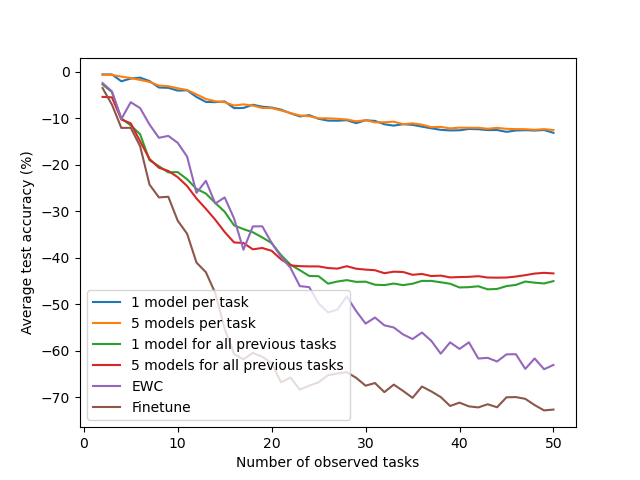 0
−10
−20
−30
−40
−50
−60
−70
Average test accuracy (%)
1 model per task
5 models per task
1 model for all previous tasks
5 models for all previous tasks
EWC
Finetune
0 10 20 30 40 50
Number of observed tasks